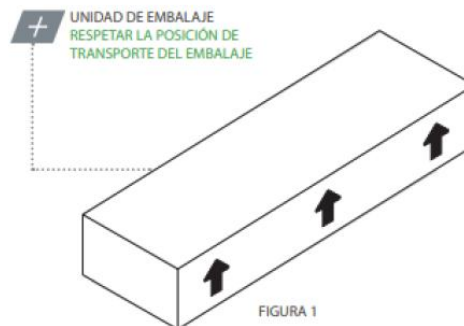 UNIDAD DE EMBALAJE
RESPETAR LA POSICIÓN DE
TRANSPORTE DEL EMBALAJE
FIGURA 1